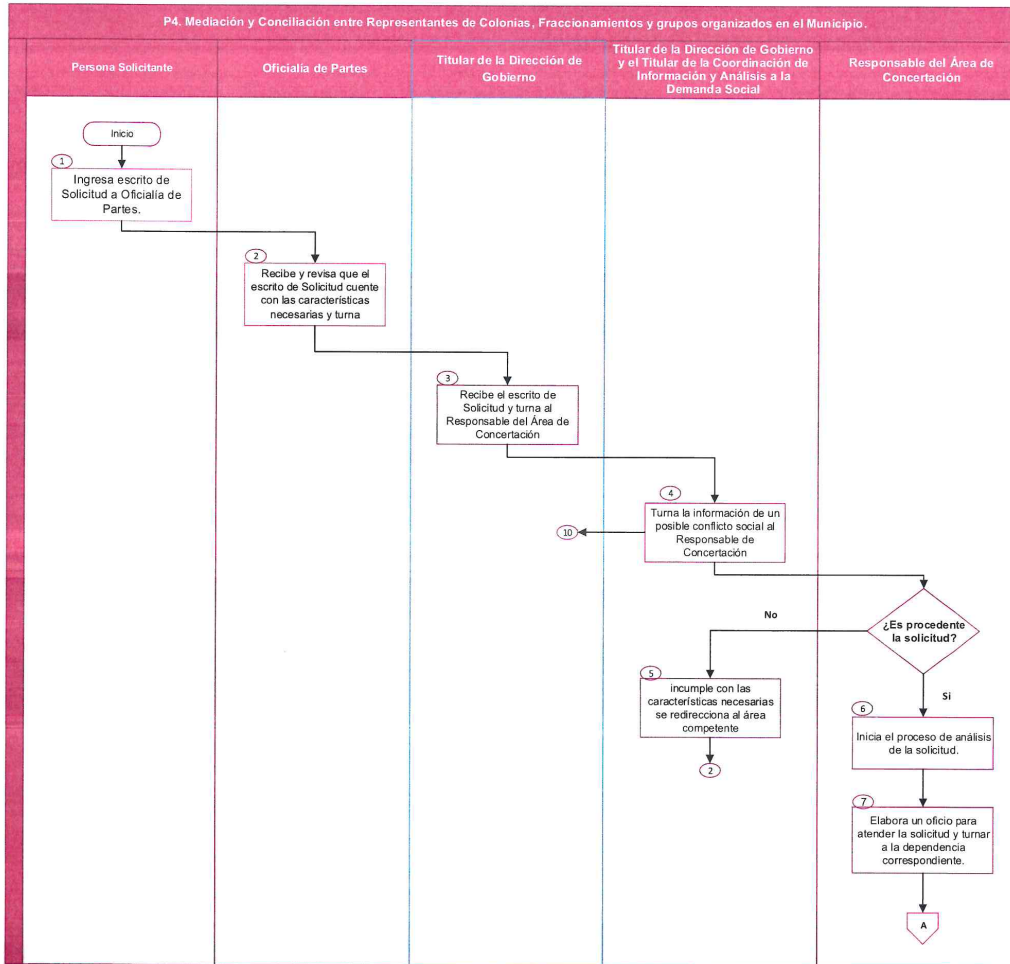 P4. Mediación y Conciliación entre Representantes de Colonias, Fraccionamientos y grupos organizados en el Municipio.
Persona Solicitante
Oficialía de Partes
Titular de la Dirección de
Gobierno
Titular de la Dirección de Gobierno
y el Titular de la Coordinación de
Información y Análisis a la
Demanda Social
Responsable del Área de
Concertación
Inicio
1
Ingresa escrito de
Solicitud a Oficialía de
Partes.
2
Recibe y revisa que el
escrito de Solicitud cuente
con las características
necesarias y turna
3
Recibe el escrito de
Solicitud y turna al
Responsable del Área de
Concertación
4
Turna la información de un
posible conflicto social al
Responsable de
Concertación
10
¿Es procedente
la solicitud?
No
Si
5
incumple con las
características necesarias
se redirecciona al área
competente
2
6
Inicia el proceso de análisis
de la solicitud.
7
Elabora un oficio para
atender la solicitud y turnar
a la dependencia
correspondiente.
A